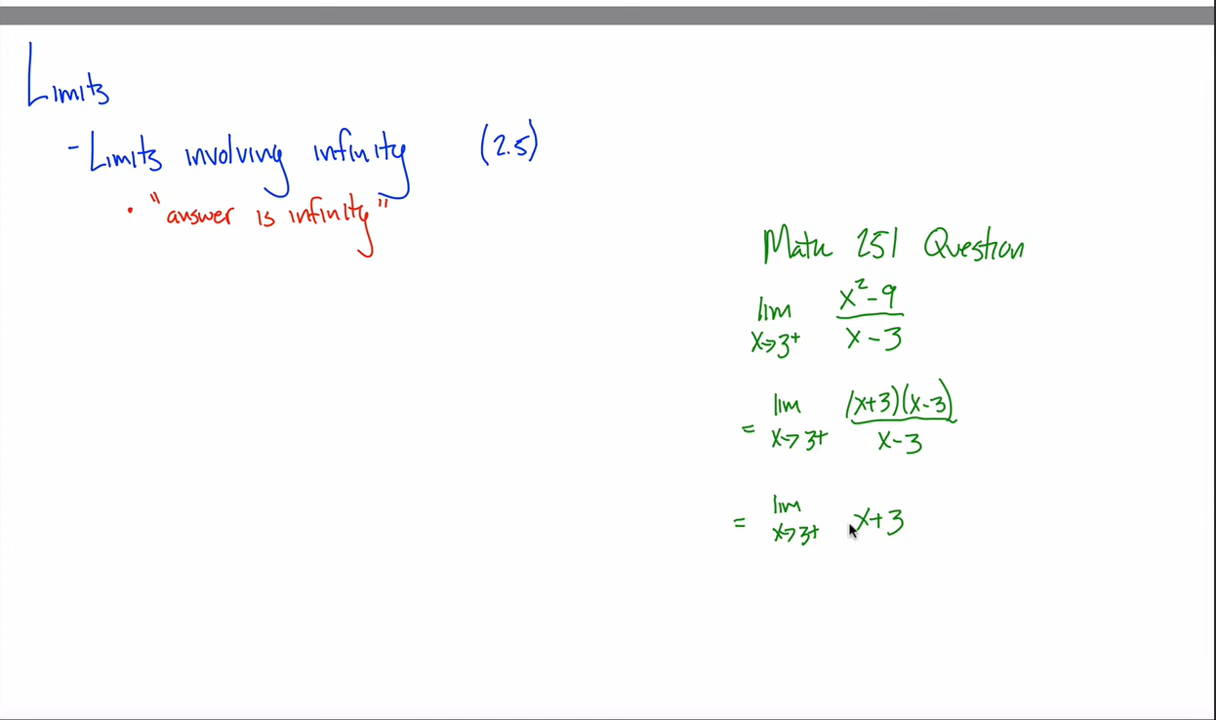 Limits
- Limits involving infinity (2.5)
• "answer is infinity"
Math 251 Question
lim x→3+ x²-9 / x-3
= lim x→3+ (x+3)(x-3) / x-3
= lim x→3+ x+3